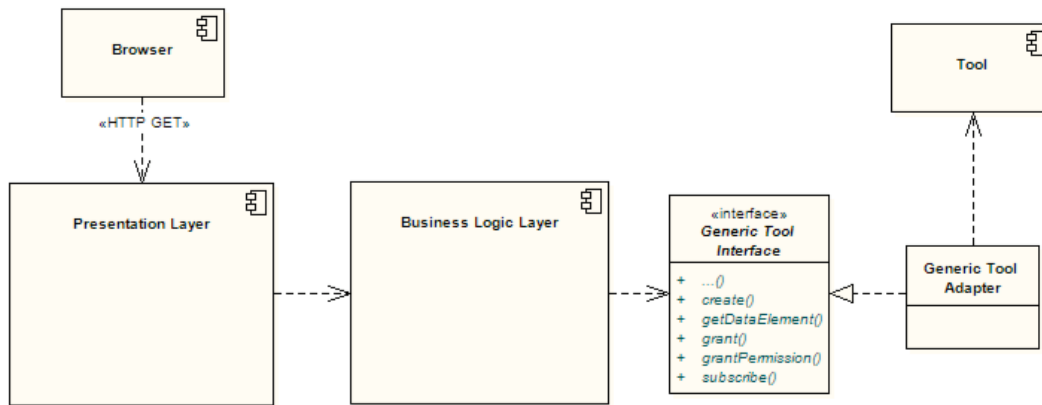 Browser
Tool
«HTTP GET»
Presentation Layer
Business Logic Layer
«interface»
Generic Tool
Interface
+ ...()
+ create()
+ getDataElement()
+ grant()
+ grantPermission()
+ subscribe()
Generic Tool
Adapter